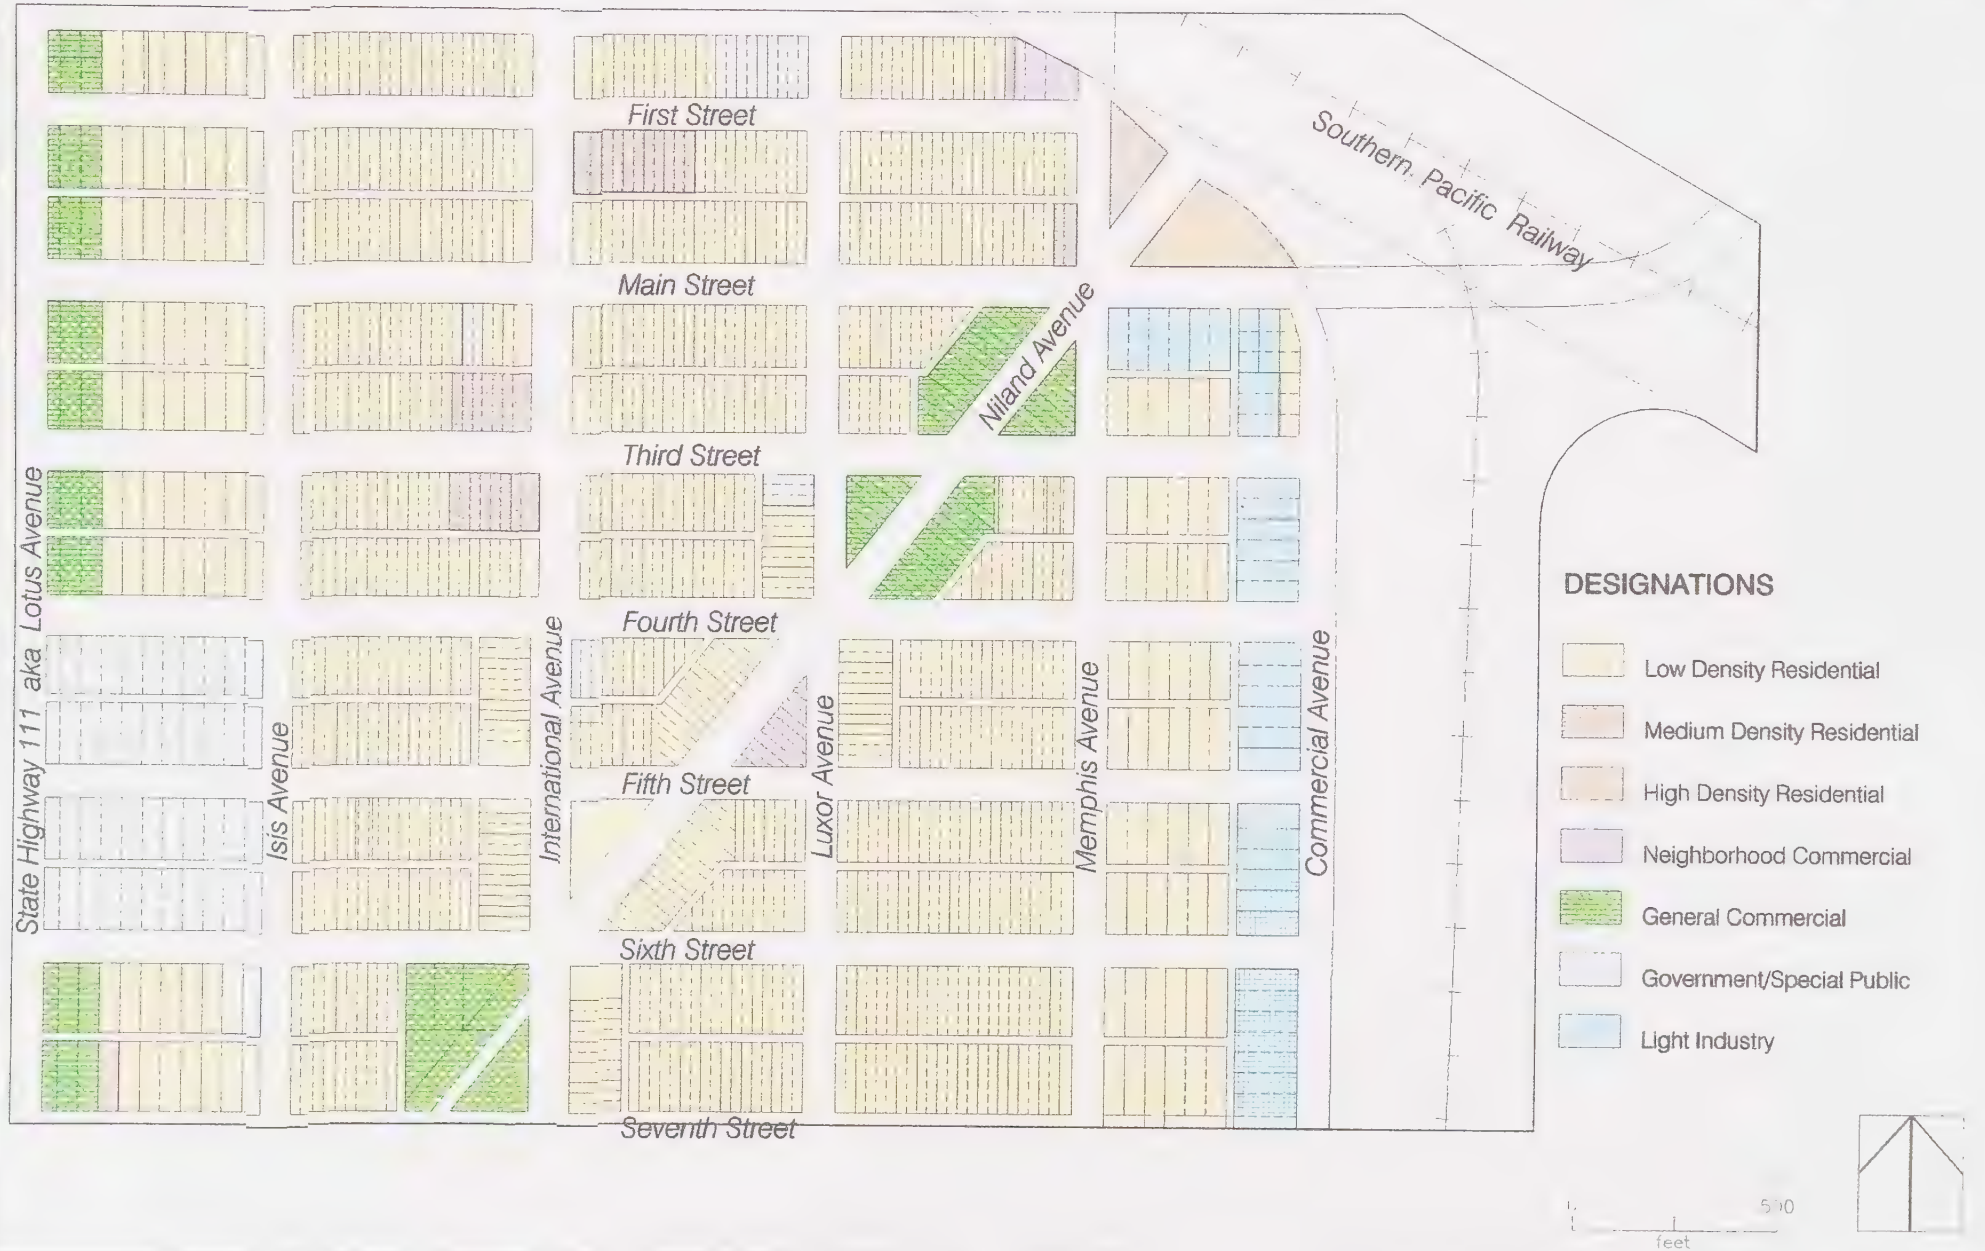 First Street
Southern Pacific Railway
Main Street
Niland Avenue
Third Street
State Highway 111 aka Lotus Avenue
Fourth Street
Isis Avenue
International Avenue
Luxor Avenue
Memphis Avenue
Commercial Avenue
Fifth Street
Sixth Street
Seventh Street
DESIGNATIONS
Low Density Residential
Medium Density Residential
High Density Residential
Neighborhood Commercial
General Commercial
Government/Special Public
Light Industry
500
feet